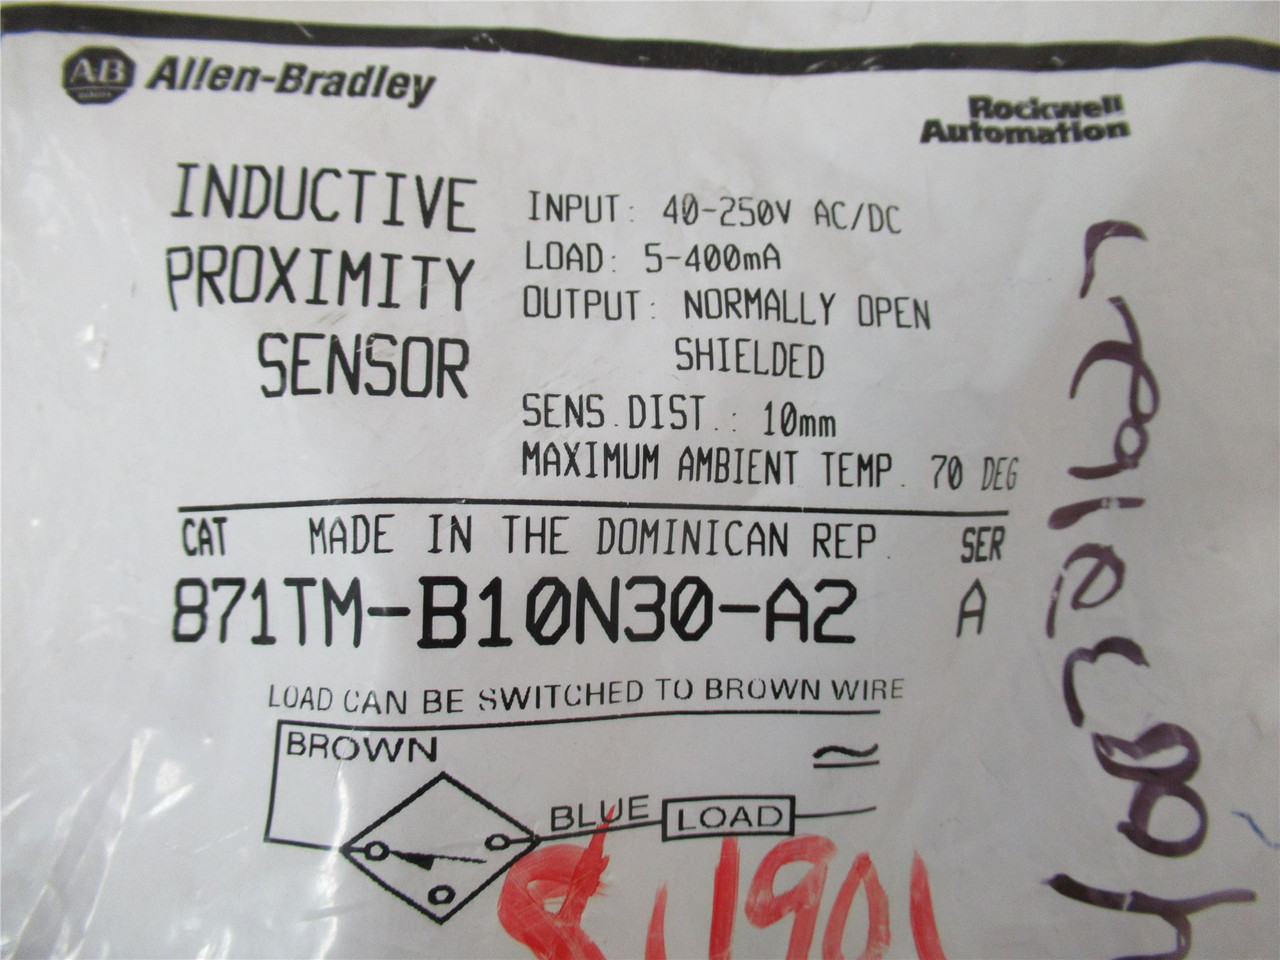 AB
Allen-Bradley
Rockwell
Automation
INDUCTIVE
PROXIMITY
SENSOR
INPUT: 40-250V AC/DC
LOAD: 5-400mA
OUTPUT: NORMALLY OPEN
SHIELDED
SENS.DIST.: 10mm
MAXIMUM AMBIENT TEMP. 70 DEG
CAT MADE IN THE DOMINICAN REP. SER
871TM-B10N30-A2 A
LOAD CAN BE SWITCHED TO BROWN WIRE
BROWN
BLUE LOAD